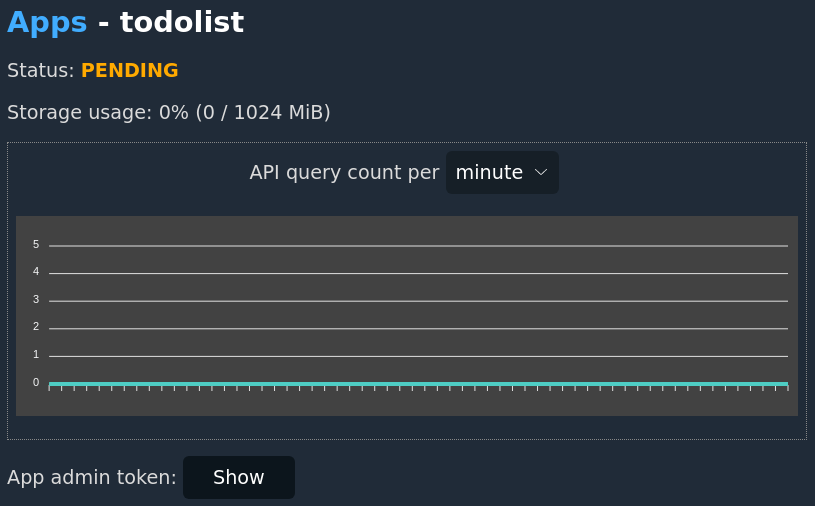 Apps - todolist
Status: PENDING
Storage usage: 0% (0 / 1024 MiB)
API query count per minute
5
4
3
2
1
0
App admin token: Show